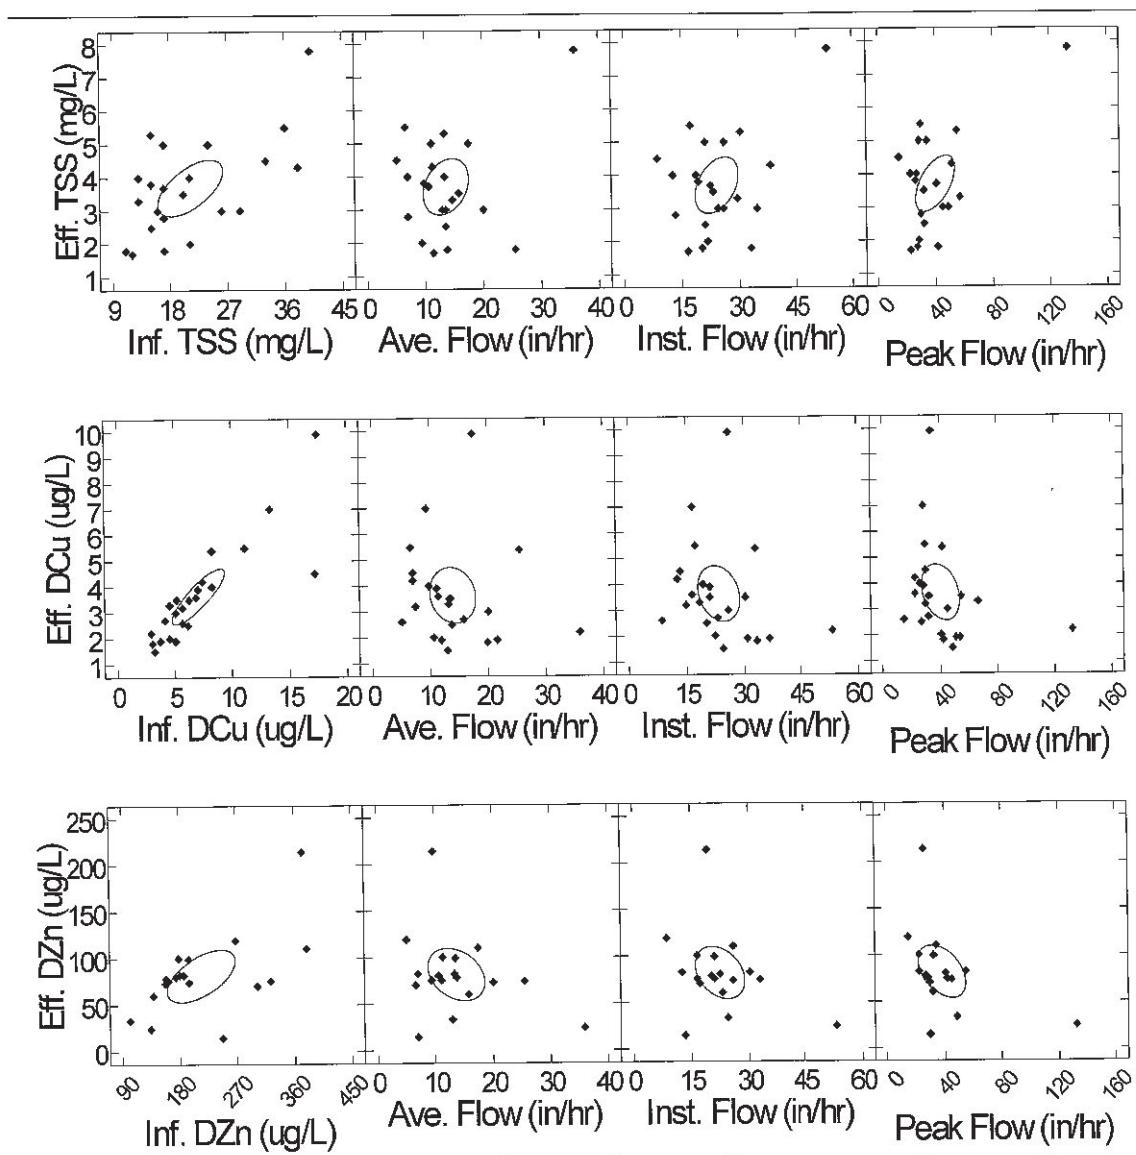 8
7
6
5
4
3
2
1
Eff. TSS (mg/L)
9 18 27 36 45 0 10 20 30 40 0 15 30 45 60 0 40 80 120 160
Inf. TSS (mg/L) Ave. Flow (in/hr) Inst. Flow (in/hr) Peak Flow (in/hr)
10
9
8
7
6
5
4
3
2
1
Eff. DCu (ug/L)
0 5 10 15 20 0 10 20 30 40 0 15 30 45 60 0 40 80 120 160
Inf. DCu (ug/L) Ave. Flow (in/hr) Inst. Flow (in/hr) Peak Flow (in/hr)
250
200
150
100
50
0
Eff. DZn (ug/L)
90 180 270 360 450 0 10 20 30 40 0 15 30 45 60 0 40 80 120 160
Inf. DZn (ug/L) Ave. Flow (in/hr) Inst. Flow (in/hr) Peak Flow (in/hr)